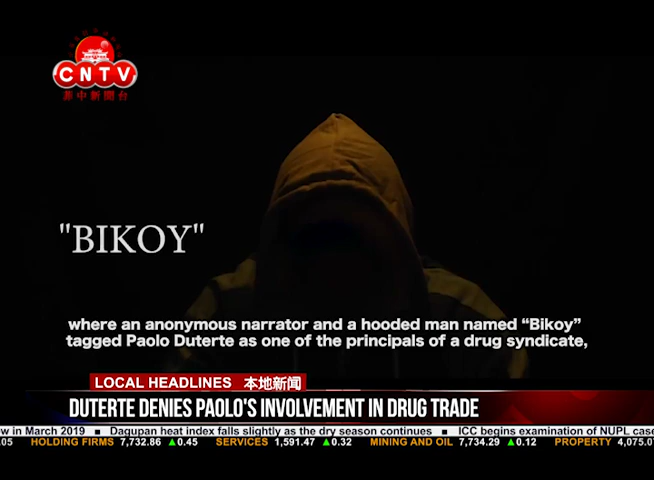 CNTV
菲中新聞台
"BIKOY"
where an anonymous narrator and a hooded man named “Bikoy”
tagged Paolo Duterte as one of the principals of a drug syndicate,
LOCAL HEADLINES 本地新闻
DUTERTE DENIES PAOLO'S INVOLVEMENT IN DRUG TRADE
w in March 2019 ■ Dagupan heat index falls slightly as the dry season continues ■ ICC begins examination of NUPL case
.05 HOLDING FIRMS 7,732.86 ▲0.45 SERVICES 1,591.47 ▲0.32 MINING AND OIL 7,734.29 ▲0.12 PROPERTY 4,075.0